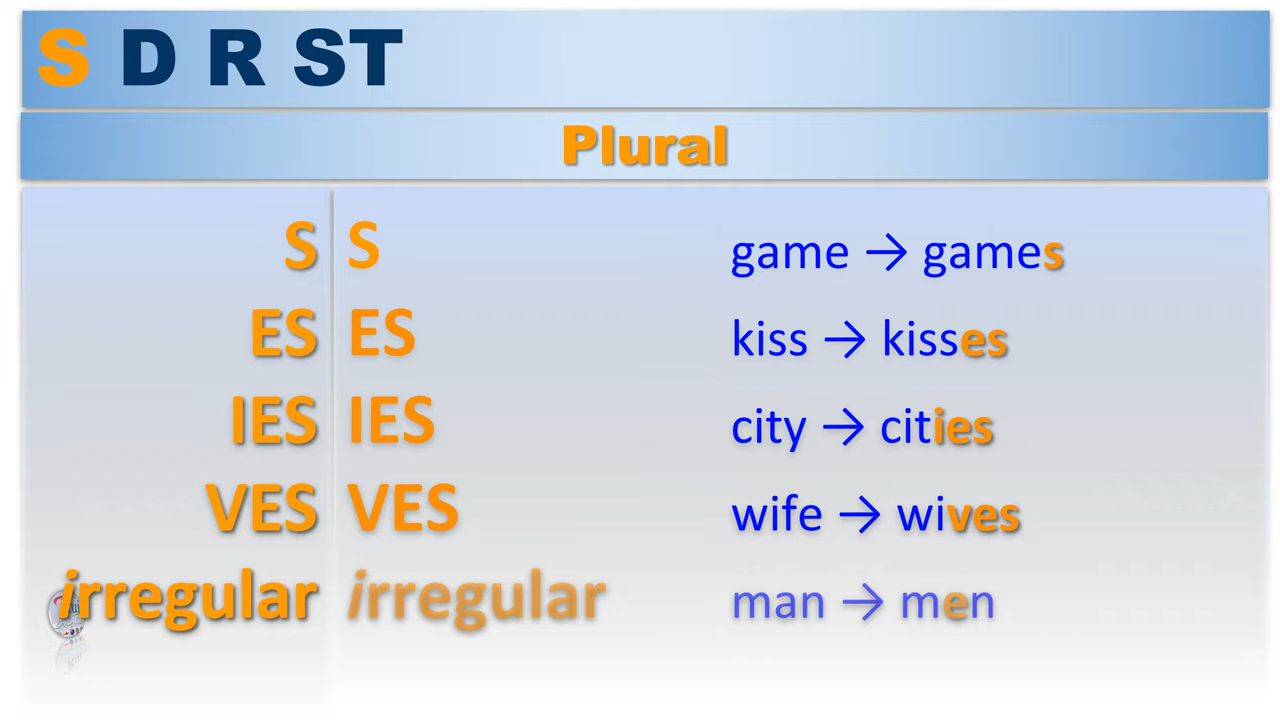 S D R ST
Plural
S S game → games
ES ES kiss → kisses
IES IES city → cities
VES VES wife → wives
irregular irregular man → men